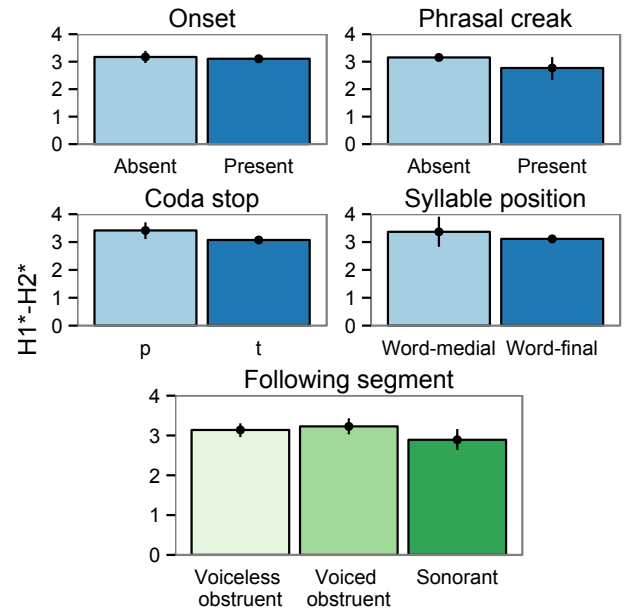 Onset
Phrasal creak
4
3
2
1
0
Absent
Present
4
3
2
1
0
Absent
Present
Coda stop
Syllable position
H1*-H2*
4
3
2
1
0
p
t
4
3
2
1
0
Word-medial
Word-final
Following segment
4
3
2
1
0
Voiceless
obstruent
Voiced
obstruent
Sonorant